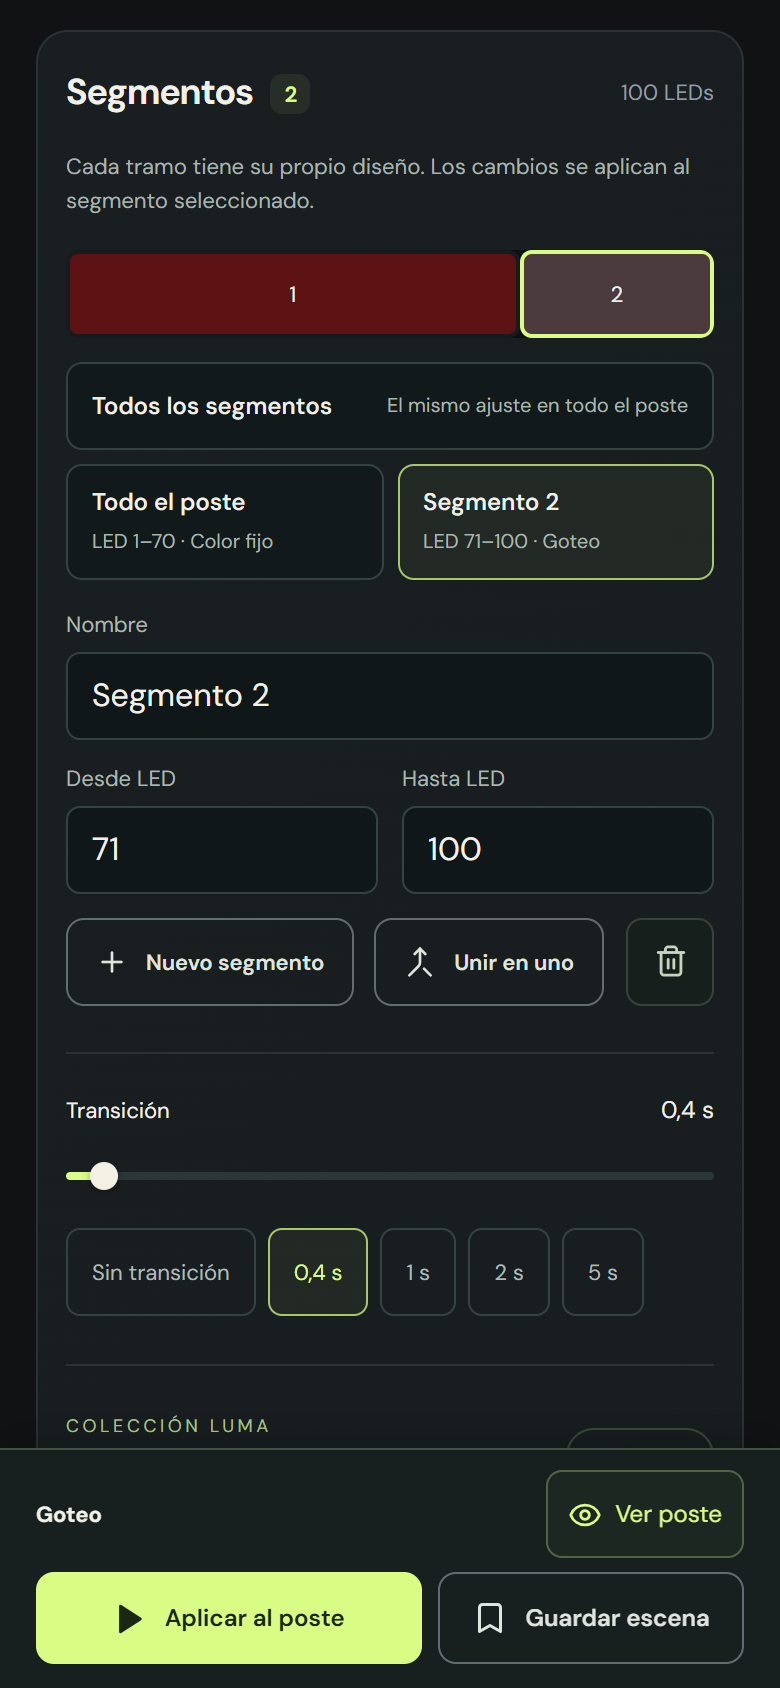 Segmentos 2 100 LEDs
Cada tramo tiene su propio diseño. Los cambios se aplican al
segmento seleccionado.
1 2
Todos los segmentos El mismo ajuste en todo el poste
Todo el poste Segmento 2
LED 1–70 · Color fijo LED 71–100 · Goteo
Nombre
Segmento 2
Desde LED Hasta LED
71 100
Nuevo segmento Unir en uno
Transición 0,4 s
Sin transición 0,4 s 1 s 2 s 5 s
COLECCIÓN LUMA
Goteo Ver poste
Aplicar al poste Guardar escena